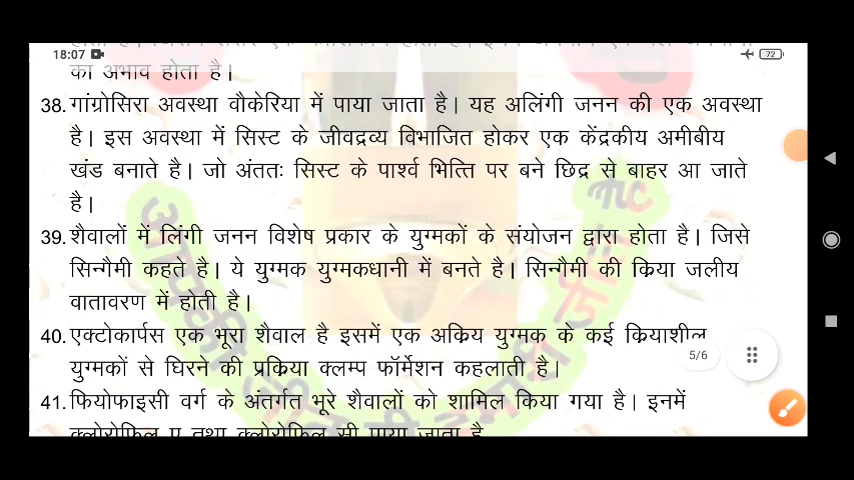 18:07
72
का अभाव होता है।
38. गांग्रोसिरा अवस्था वौकेरिया में पाया जाता है। यह अलिंगी जनन की एक अवस्था
है। इस अवस्था में सिस्ट के जीवद्रव्य विभाजित होकर एक केंद्रकीय अमीबीय
खंड बनाते है। जो अंततः सिस्ट के पार्श्व भित्ति पर बने छिद्र से बाहर आ जाते
है।
39. शैवालों में लिंगी जनन विशेष प्रकार के युग्मकों के संयोजन द्वारा होता है। जिसे
सिन्गैमी कहते है। ये युग्मक युग्मकधानी में बनते है। सिन्गैमी की क्रिया जलीय
वातावरण में होती है।
40. एक्टोकार्पस एक भूरा शैवाल है इसमें एक अक्रिय युग्मक के कई क्रियाशील
युग्मकों से घिरने की प्रक्रिया क्लम्प फॉर्मेशन कहलाती है।
5/6
41. फियोफाइसी वर्ग के अंतर्गत भूरे शैवालों को शामिल किया गया है। इनमें
क्लोरोफिल ए तथा क्लोरोफिल सी पाया जाता है